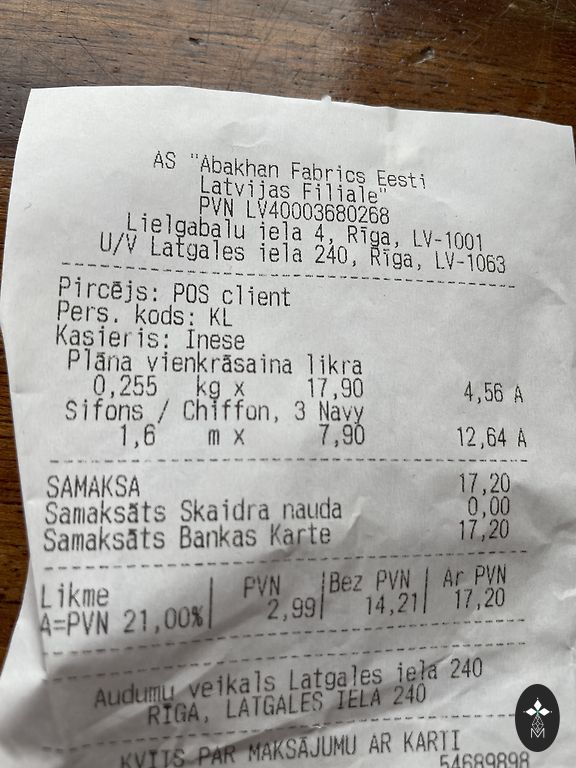 AS "Abakhan Fabrics Eesti
Latvijas Filiale"
PVN LV40003680268
Lielgabalu iela 4, Rīga, LV-1001
U/V Latgales iela 240, Rīga, LV-1063
Pircējs: POS client
Pers. kods: KL
Kasieris: Inese
Plāna vienkrāsaina likra
0,255 kg x 17,90 4,56 A
Sifons / Chiffon, 3 Navy
1,6 m x 7,90 12,64 A
SAMAKSA 17,20
Samaksāts Skaidra nauda 0,00
Samaksāts Bankas Karte 17,20
Likme | PVN |Bez PVN | Ar PVN
A=PVN 21,00%| 2,99| 14,21| 17,20
Audumu veikals Latgales iela 240
RĪGA, LATGALES IELA 240
KVĪTS PAR MAKSĀJUMU AR KARTI
54689898
M